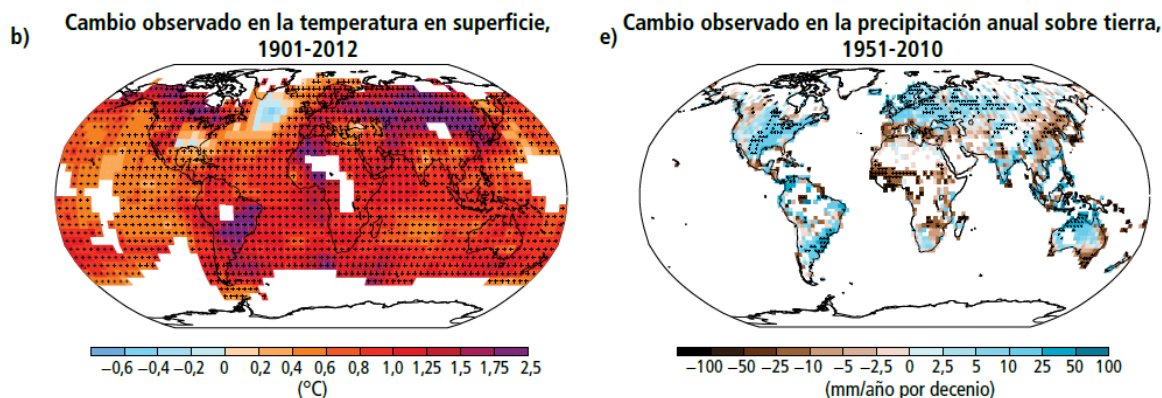 b)
Cambio observado en la temperatura en superficie,
1901-2012
−0,6 −0,4 −0,2 0 0,2 0,4 0,6 0,8 1,0 1,25 1,5 1,75 2,5
(°C)
e)
Cambio observado en la precipitación anual sobre tierra,
1951-2010
−100 −50 −25 −10 −5 −2,5 0 2,5 5 10 25 50 100
(mm/año por decenio)